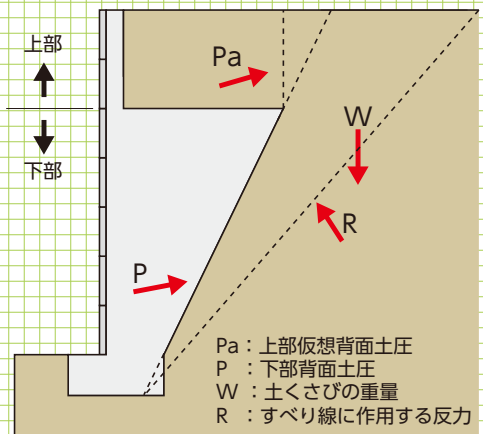 上部
下部
Pa
W
R
P
Pa：上部仮想背面土圧
P ：下部背面土圧
W ：土くさびの重量
R ：すべり線に作用する反力